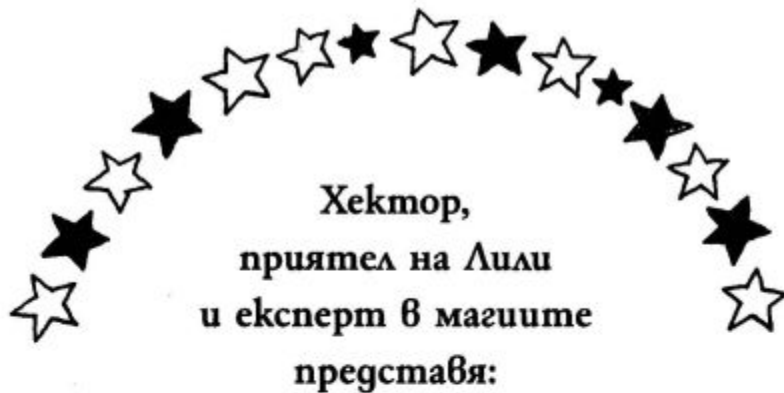 Хектор,
приятел на Лили
и експерт в магиите
представя: